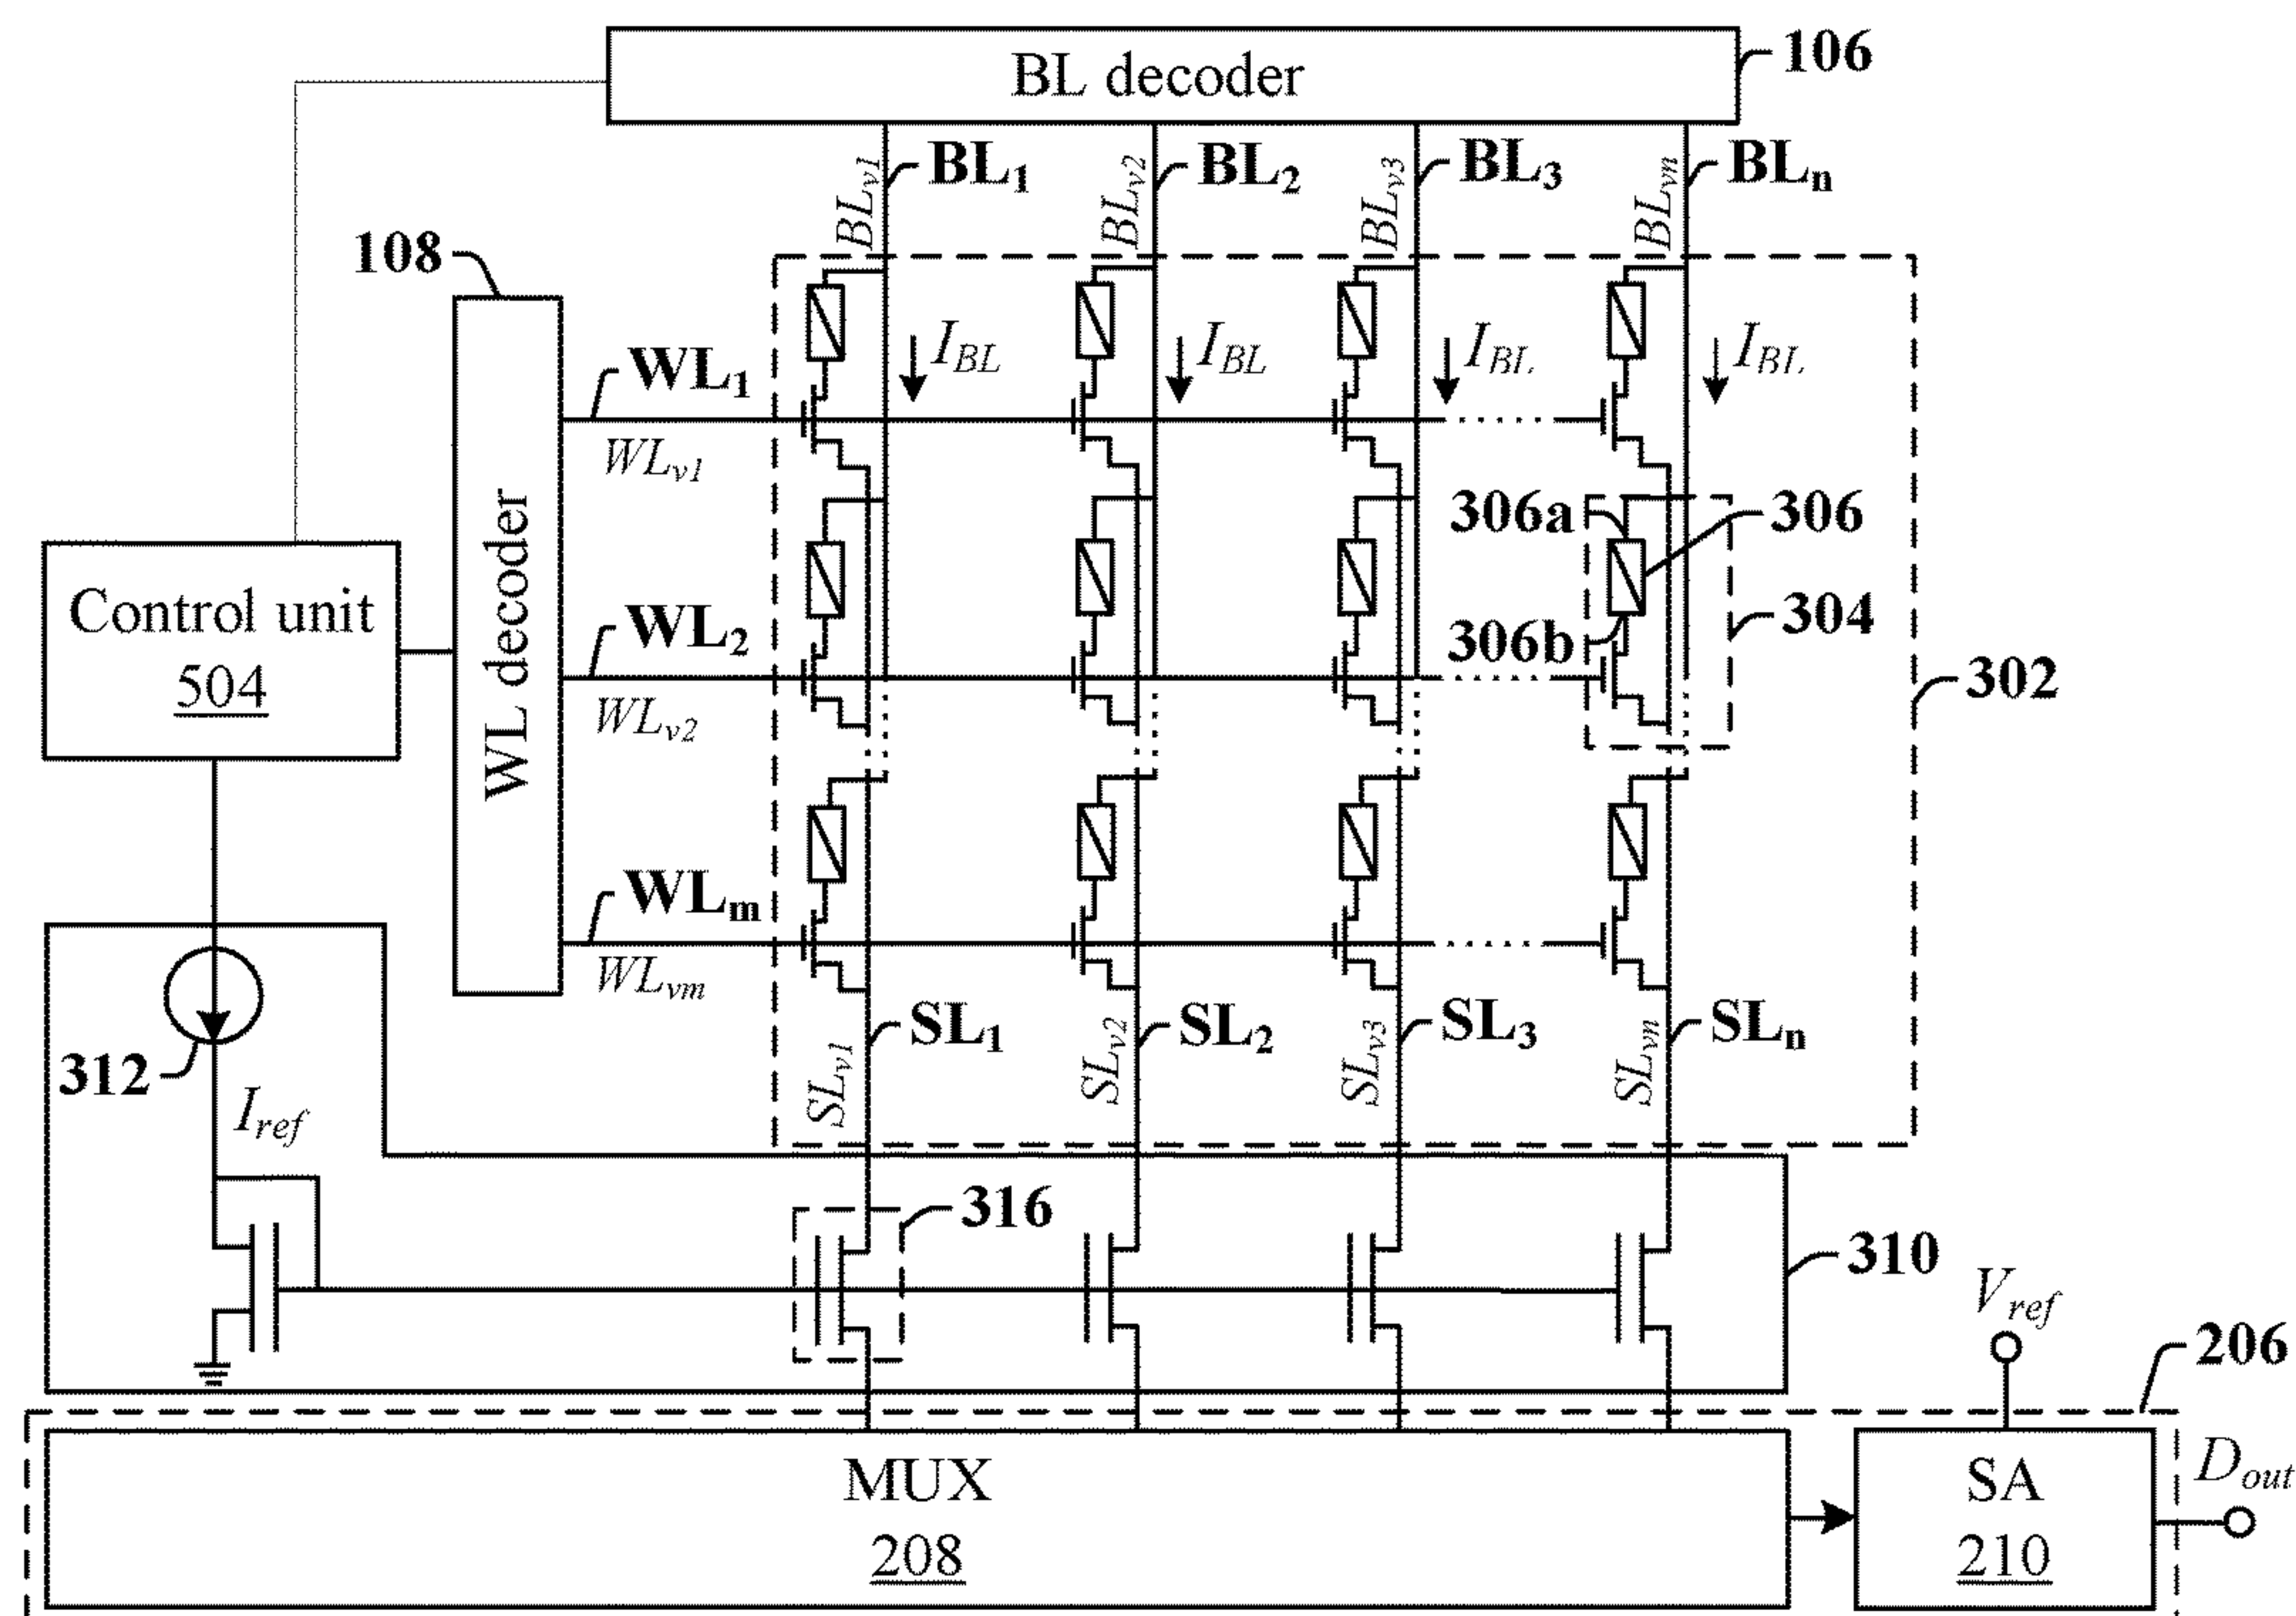 BL decoder
106
BLv1
BL1
BLv2
BL2
BLv3
BL3
BLvn
BLn
108
WL decoder
WL1
WLv1
IBL
IBL
IBL
IBL
306a
306
306b
304
302
Control unit
504
WL2
WLv2
WLm
WLvm
312
Iref
SLv1
SL1
SLv2
SL2
SLv3
SL3
SLvn
SLn
316
310
Vref
206
MUX
208
SA
210
Dout